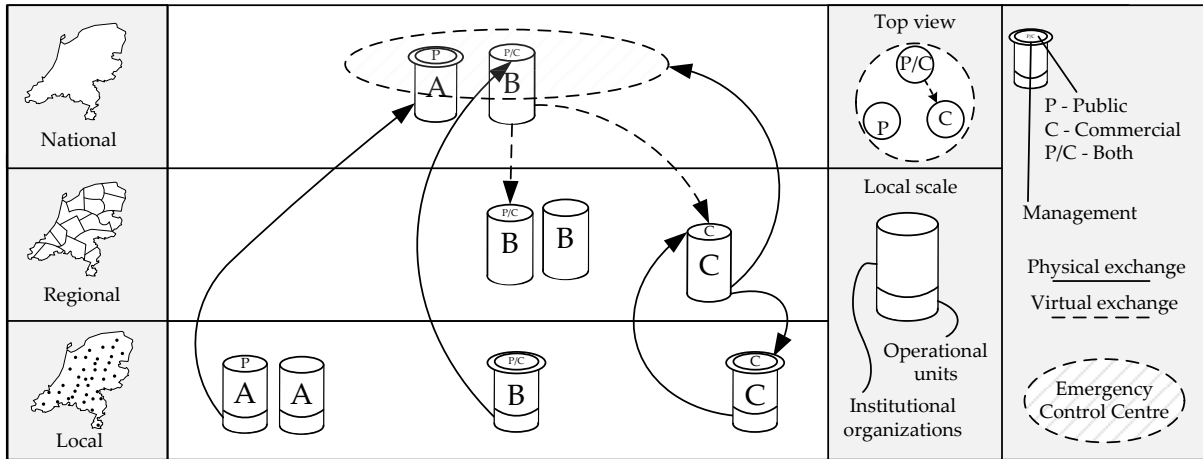 National
Regional
Local
P
A
P/C
B
P/C
B
B
C
C
P
A
A
P/C
B
C
C
Top view
P/C
P
C
Local scale
Operational
units
Institutional
organizations
P/C
P - Public
C - Commercial
P/C - Both
Management
Physical exchange
Virtual exchange
Emergency
Control Centre